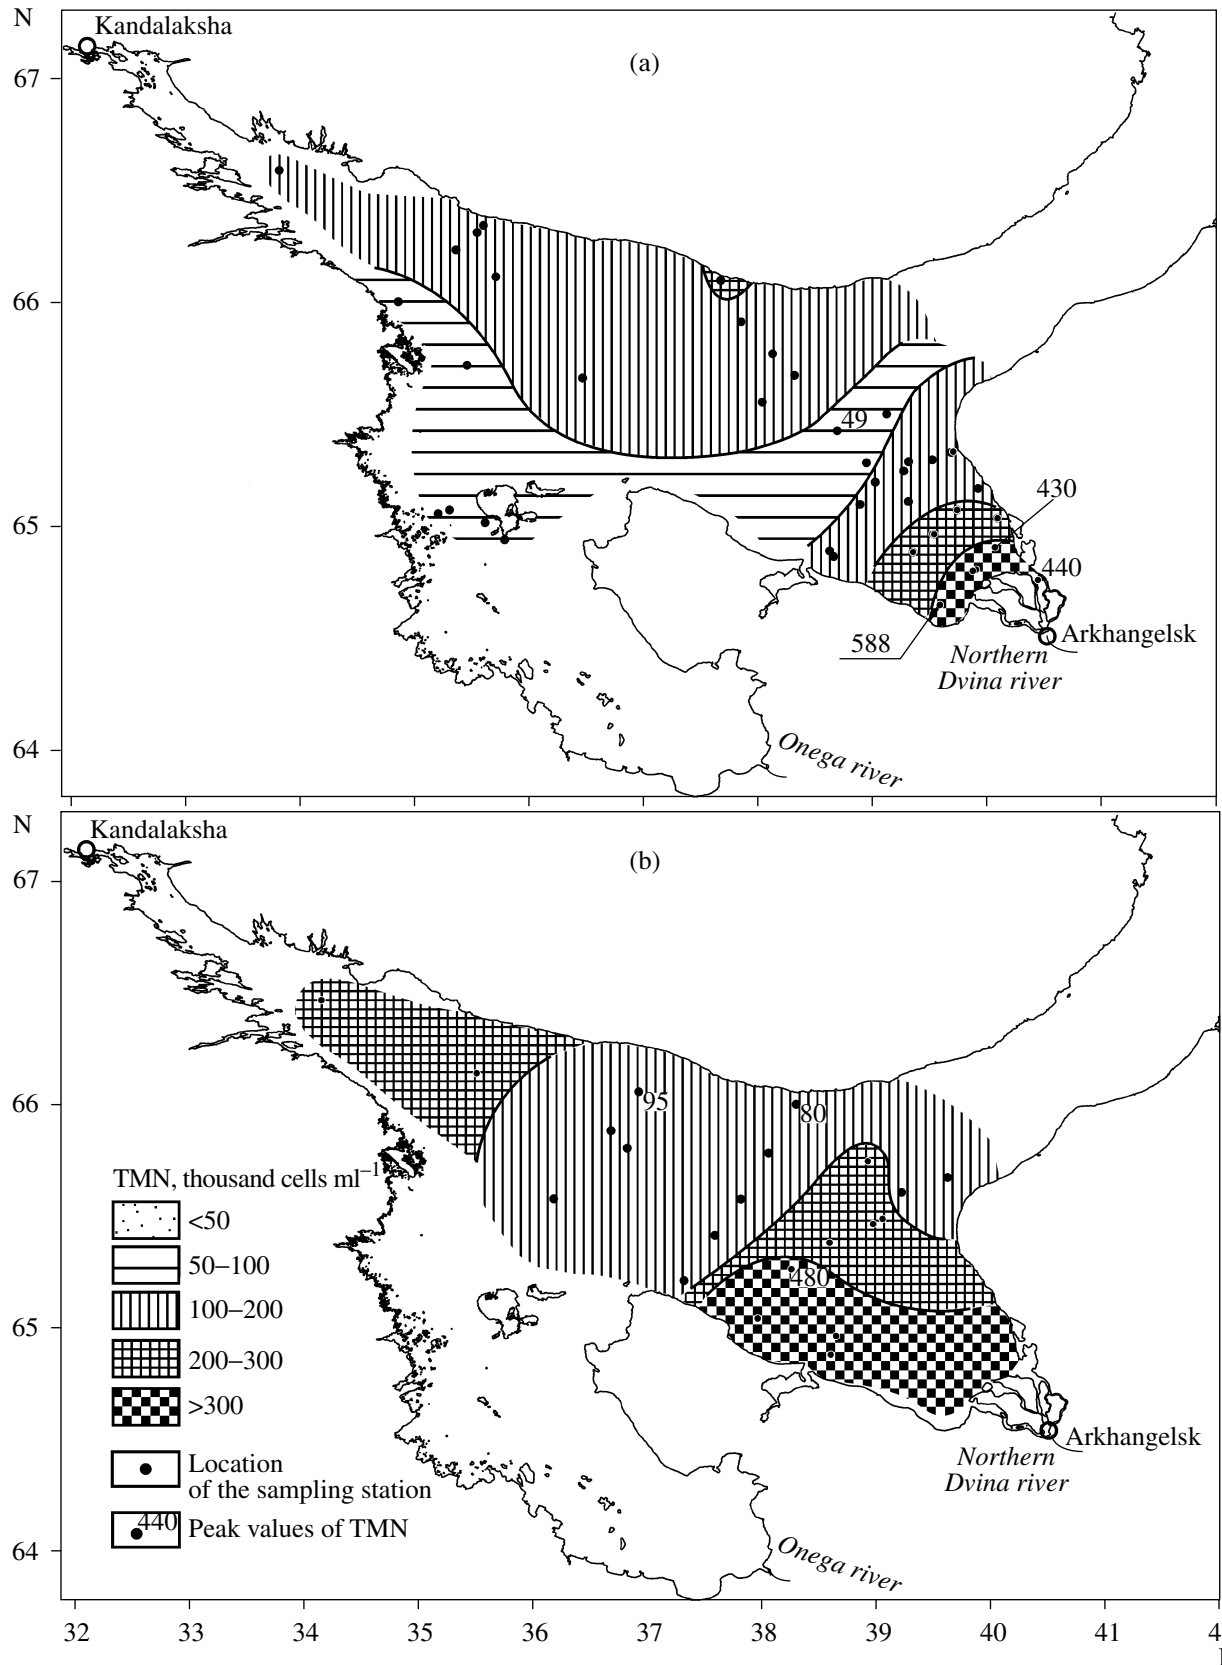 N
Kandalaksha
(a)
67
66
49
65
430
440
588
Arkhangelsk
Northern
Dvina river
64
Onega river
N
Kandalaksha
(b)
67
66
95
80
TMN, thousand cells ml–1
<50
50–100
480
100–200
65
200–300
>300
Arkhangelsk
Location
of the sampling station
Northern
Dvina river
440
Peak values of TMN
64
Onega river
32 33 34 35 36 37 38 39 40 41 4